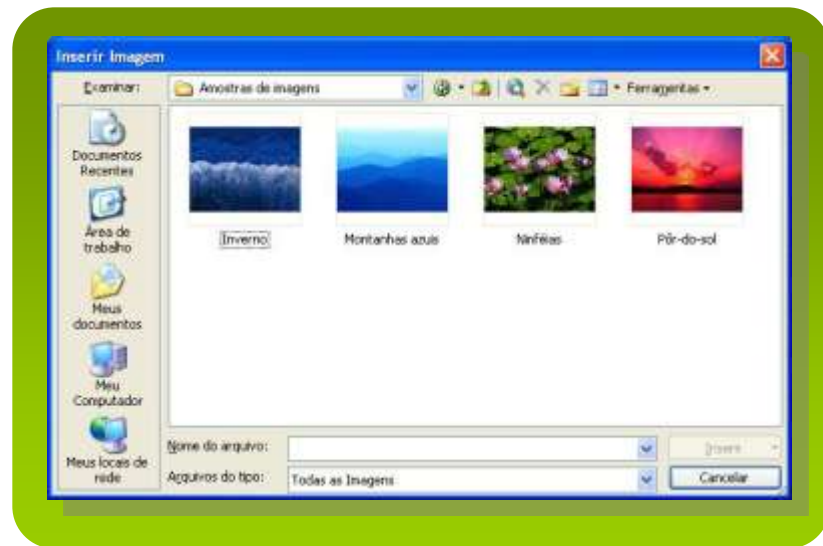 Inserir Imagem
Examinar:
Amostras de imagens
Ferramentas
Documentos
Recentes
Área de
trabalho
Meus
documentos
Meu
Computador
Meus locais de
rede
Inverno
Montanhas azuis
Ninféias
Pôr-do-sol
Nome do arquivo:
Inserir
Arquivos do tipo:
Todas as Imagens
Cancelar